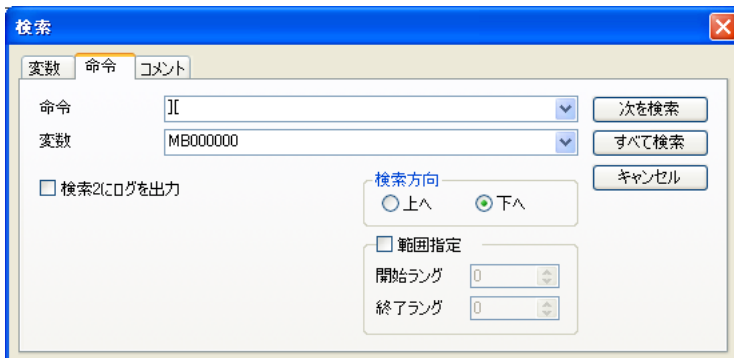 検索
変数 命令 コメント
命令 ][ 次を検索
変数 MB000000 すべて検索
キャンセル
検索2にログを出力
検索方向
上へ 下へ
範囲指定
開始ラング 0
終了ラング 0